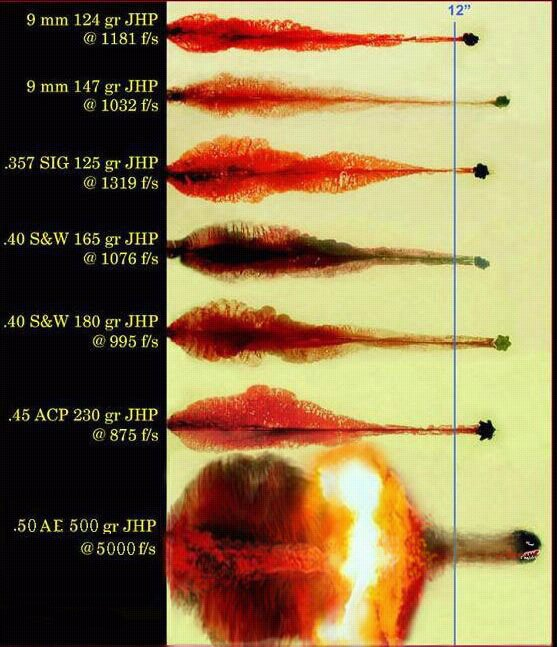 12”
9 mm 124 gr JHP
@ 1181 f/s
9 mm 147 gr JHP
@ 1032 f/s
.357 SIG 125 gr JHP
@ 1319 f/s
.40 S&W 165 gr JHP
@ 1076 f/s
.40 S&W 180 gr JHP
@ 995 f/s
.45 ACP 230 gr JHP
@ 875 f/s
.50 AE 500 gr JHP
@ 5000 f/s